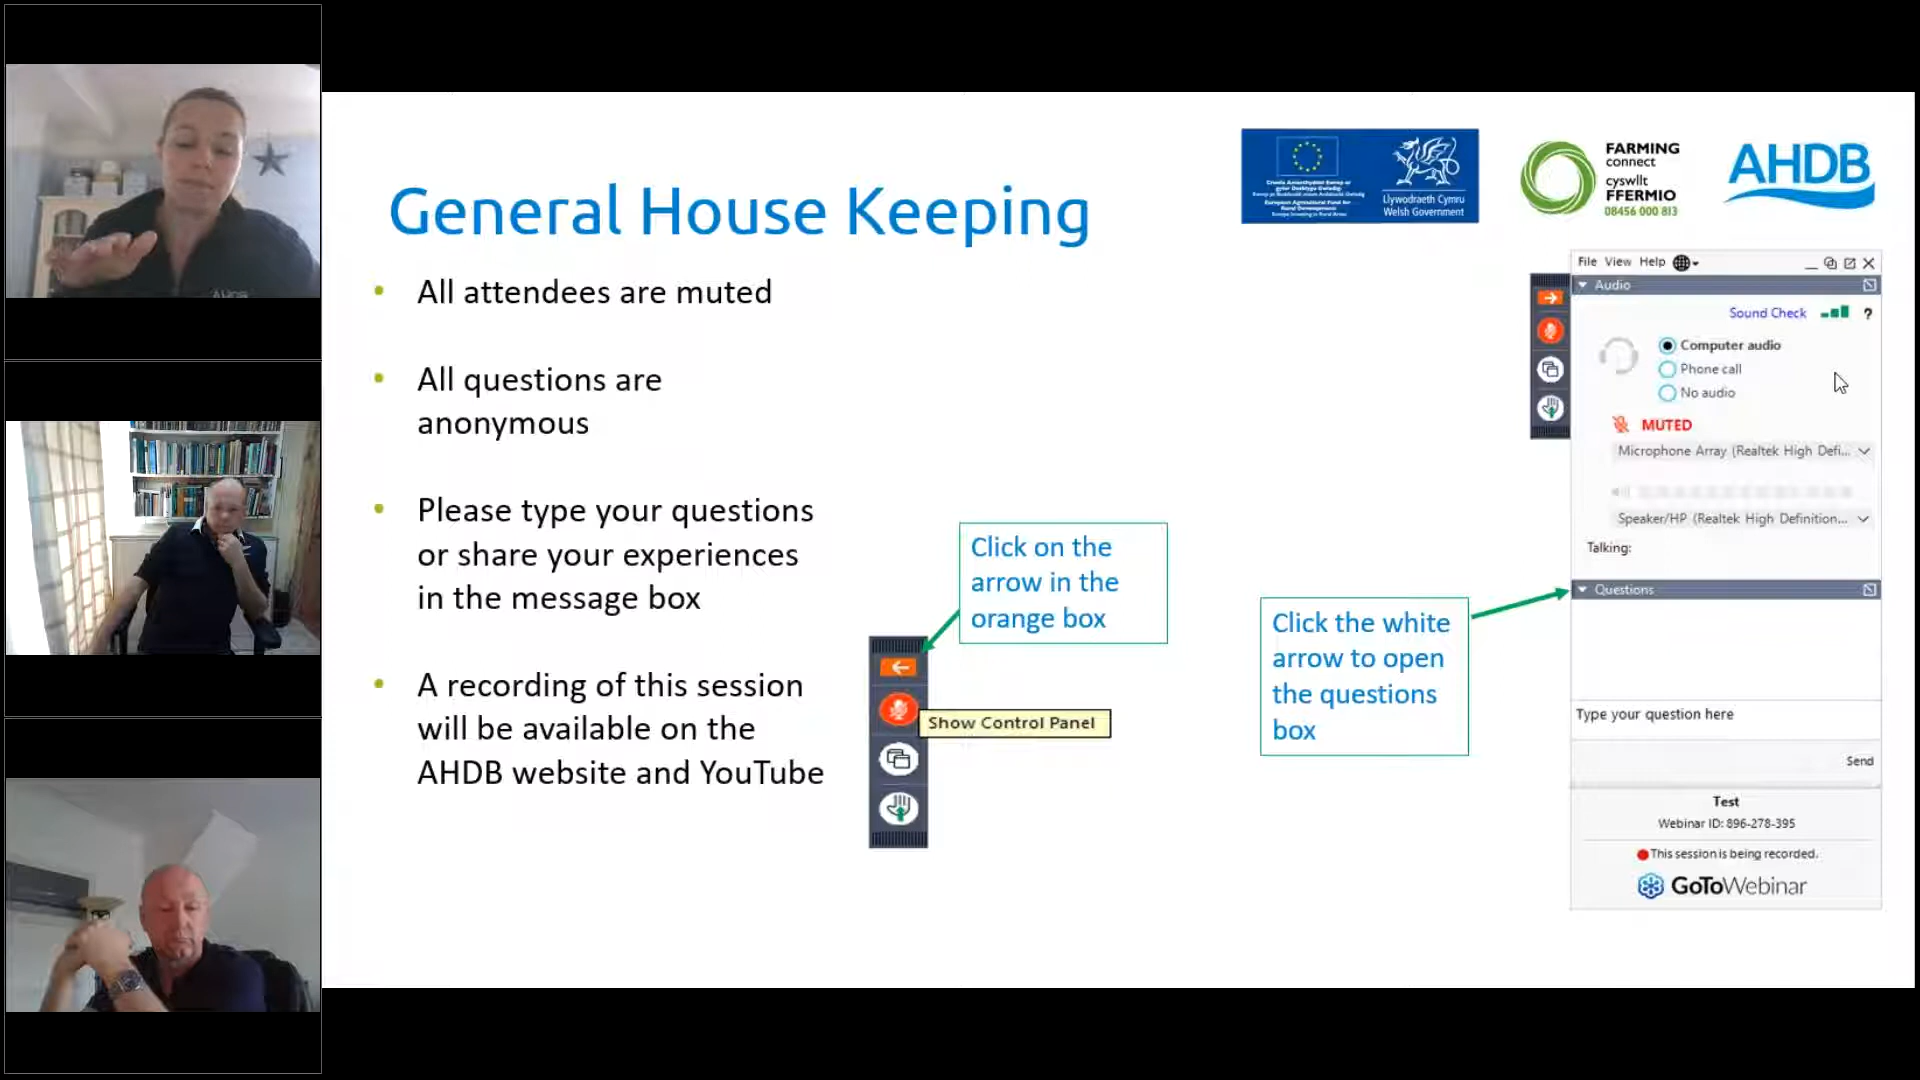 General House Keeping
All attendees are muted
All questions are
anonymous
Please type your questions
or share your experiences
in the message box
A recording of this session
will be available on the
AHDB website and YouTube
Click on the
arrow in the
orange box
Show Control Panel
Click the white
arrow to open
the questions
box
Llywodraeth Cymru
Welsh Government
FARMING
connect
cyswllt
FFERMIO
08456 000 813
AHDB
File View Help
Audio
Sound Check
?
Computer audio
Phone call
No audio
MUTED
Microphone Array (Realtek High Defi...
Speaker/HP (Realtek High Definition...
Talking:
Questions
Type your question here
Send
Test
Webinar ID: 896-278-395
This session is being recorded.
GoToWebinar
AHDB